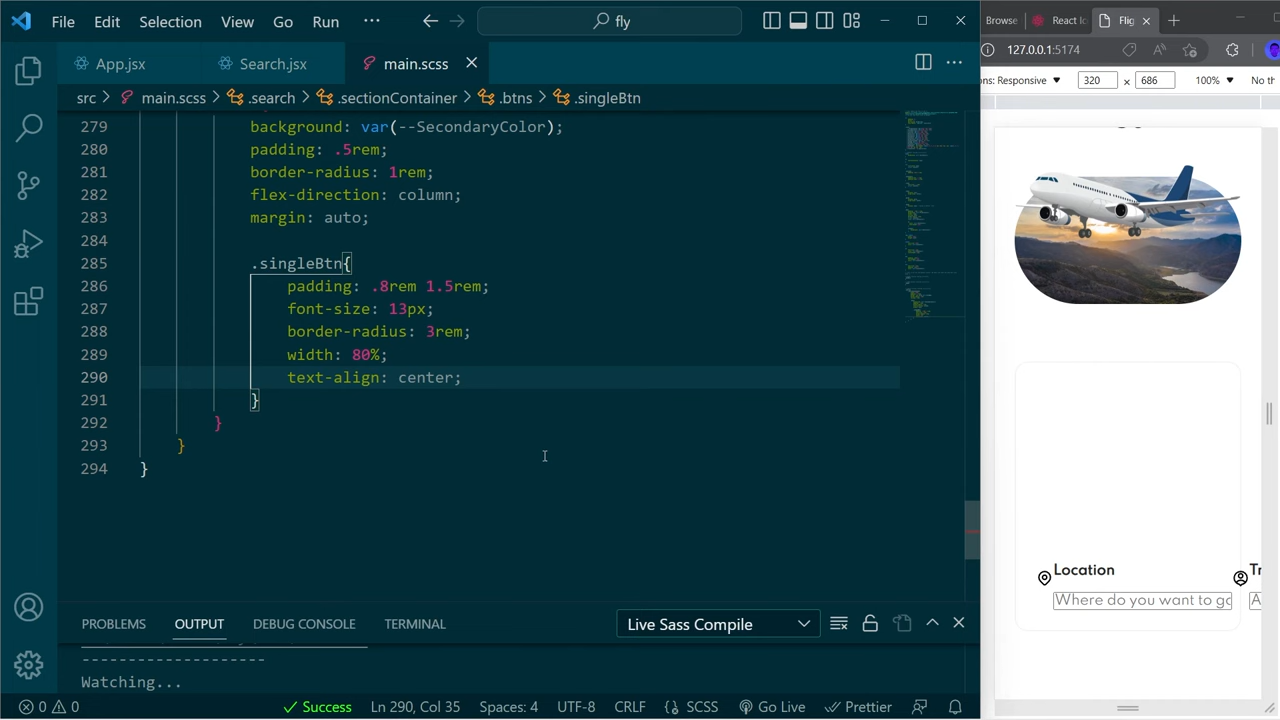 File Edit Selection View Go Run ··· fly
Browse React Ic Flig
App.jsx Search.jsx main.scss
127.0.0.1:5174
ns: Responsive 320 × 686 100% No th
src > main.scss > .search > .sectionContainer > .btns > .singleBtn
279 background: var(--SecondaryColor);
280 padding: .5rem;
281 border-radius: 1rem;
282 flex-direction: column;
283 margin: auto;
284
285 .singleBtn{
286 padding: .8rem 1.5rem;
287 font-size: 13px;
288 border-radius: 3rem;
289 width: 80%;
290 text-align: center;
291 }
292 }
293 }
294 }
Location
Where do you want to go
Tr
A
PROBLEMS OUTPUT DEBUG CONSOLE TERMINAL Live Sass Compile
--------------------
Watching...
0 0 Success Ln 290, Col 35 Spaces: 4 UTF-8 CRLF SCSS Go Live Prettier